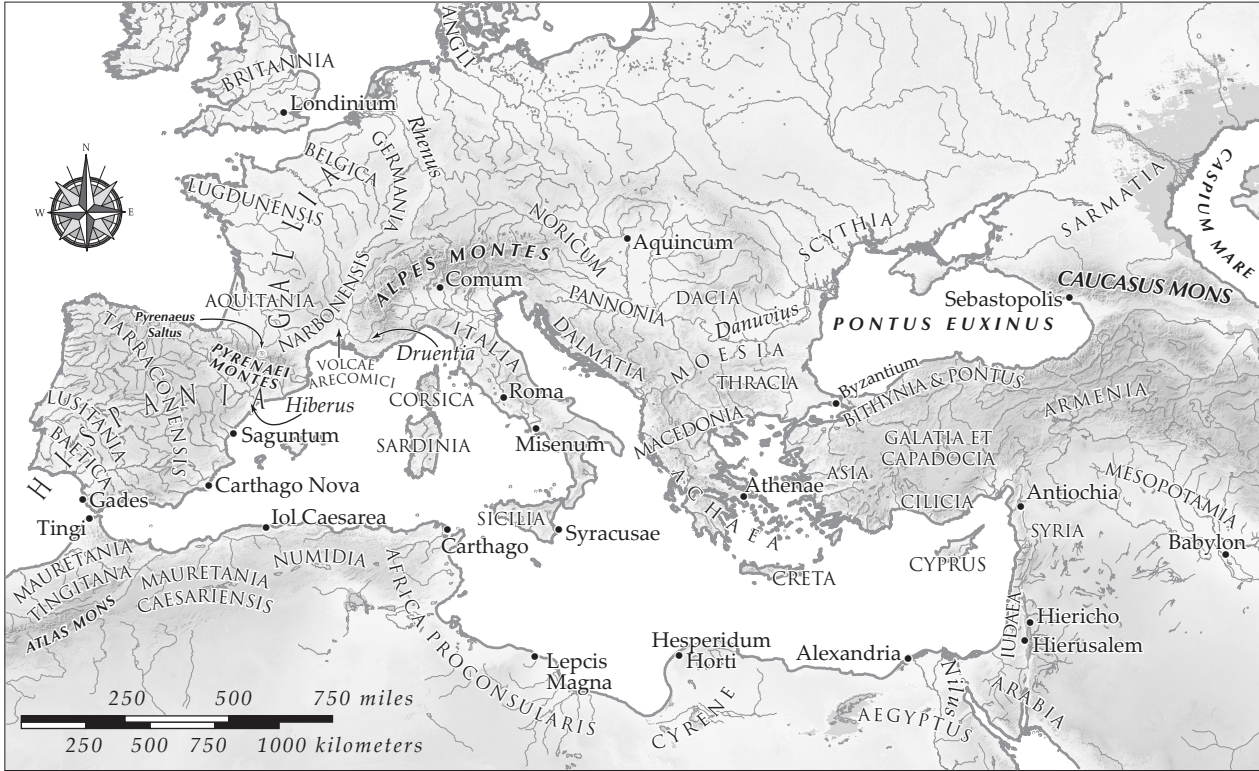 ANGLI
BRITANNIA
Londinium
Rhenus
BELGICA
GERMANIA
LUGDUNENSIS
GALLIA
N
W
E
S
CASPIUM MARE
SARMATIA
SCYTHIA
NORICUM
Aquincum
ALPES MONTES
Comum
CAUCASUS MONS
Sebastopolis
AQUITANIA
NARBONENSIS
PANNONIA
DACIA
Danuvius
PONTUS EUXINUS
Pyrenaeus
Saltus
TARRACONENSIS
PYRENAEI
MONTES
VOLCAE
ARECOMICI
Druentia
ITALIA
DALMATIA
MOESIA
THRACIA
Byzantium
BITHYNIA & PONTUS
ARMENIA
HISPANIA
LUSITANIA
BAETICA
Hiberus
Saguntum
CORSICA
Roma
SARDINIA
Misenum
MACEDONIA
GALATIA ET
CAPADOCIA
ASIA
Athenae
ACHAEA
CILICIA
MESOPOTAMIA
Antiochia
SYRIA
Babylon
Gades
Carthago Nova
Tingi
Iol Caesarea
Carthago
SICILIA
Syracusae
CRETA
CYPRUS
MAURETANIA
TINGITANA
ATLAS MONS
MAURETANIA
CAESARIENSIS
NUMIDIA
AFRICA PROCONSULARIS
Lepcis
Magna
Hesperidum
Horti
CYRENE
Alexandria
Nilus
AEGYPTUS
IUDAEA
Hiericho
Hierusalem
ARABIA
250 500 750 miles
250 500 750 1000 kilometers